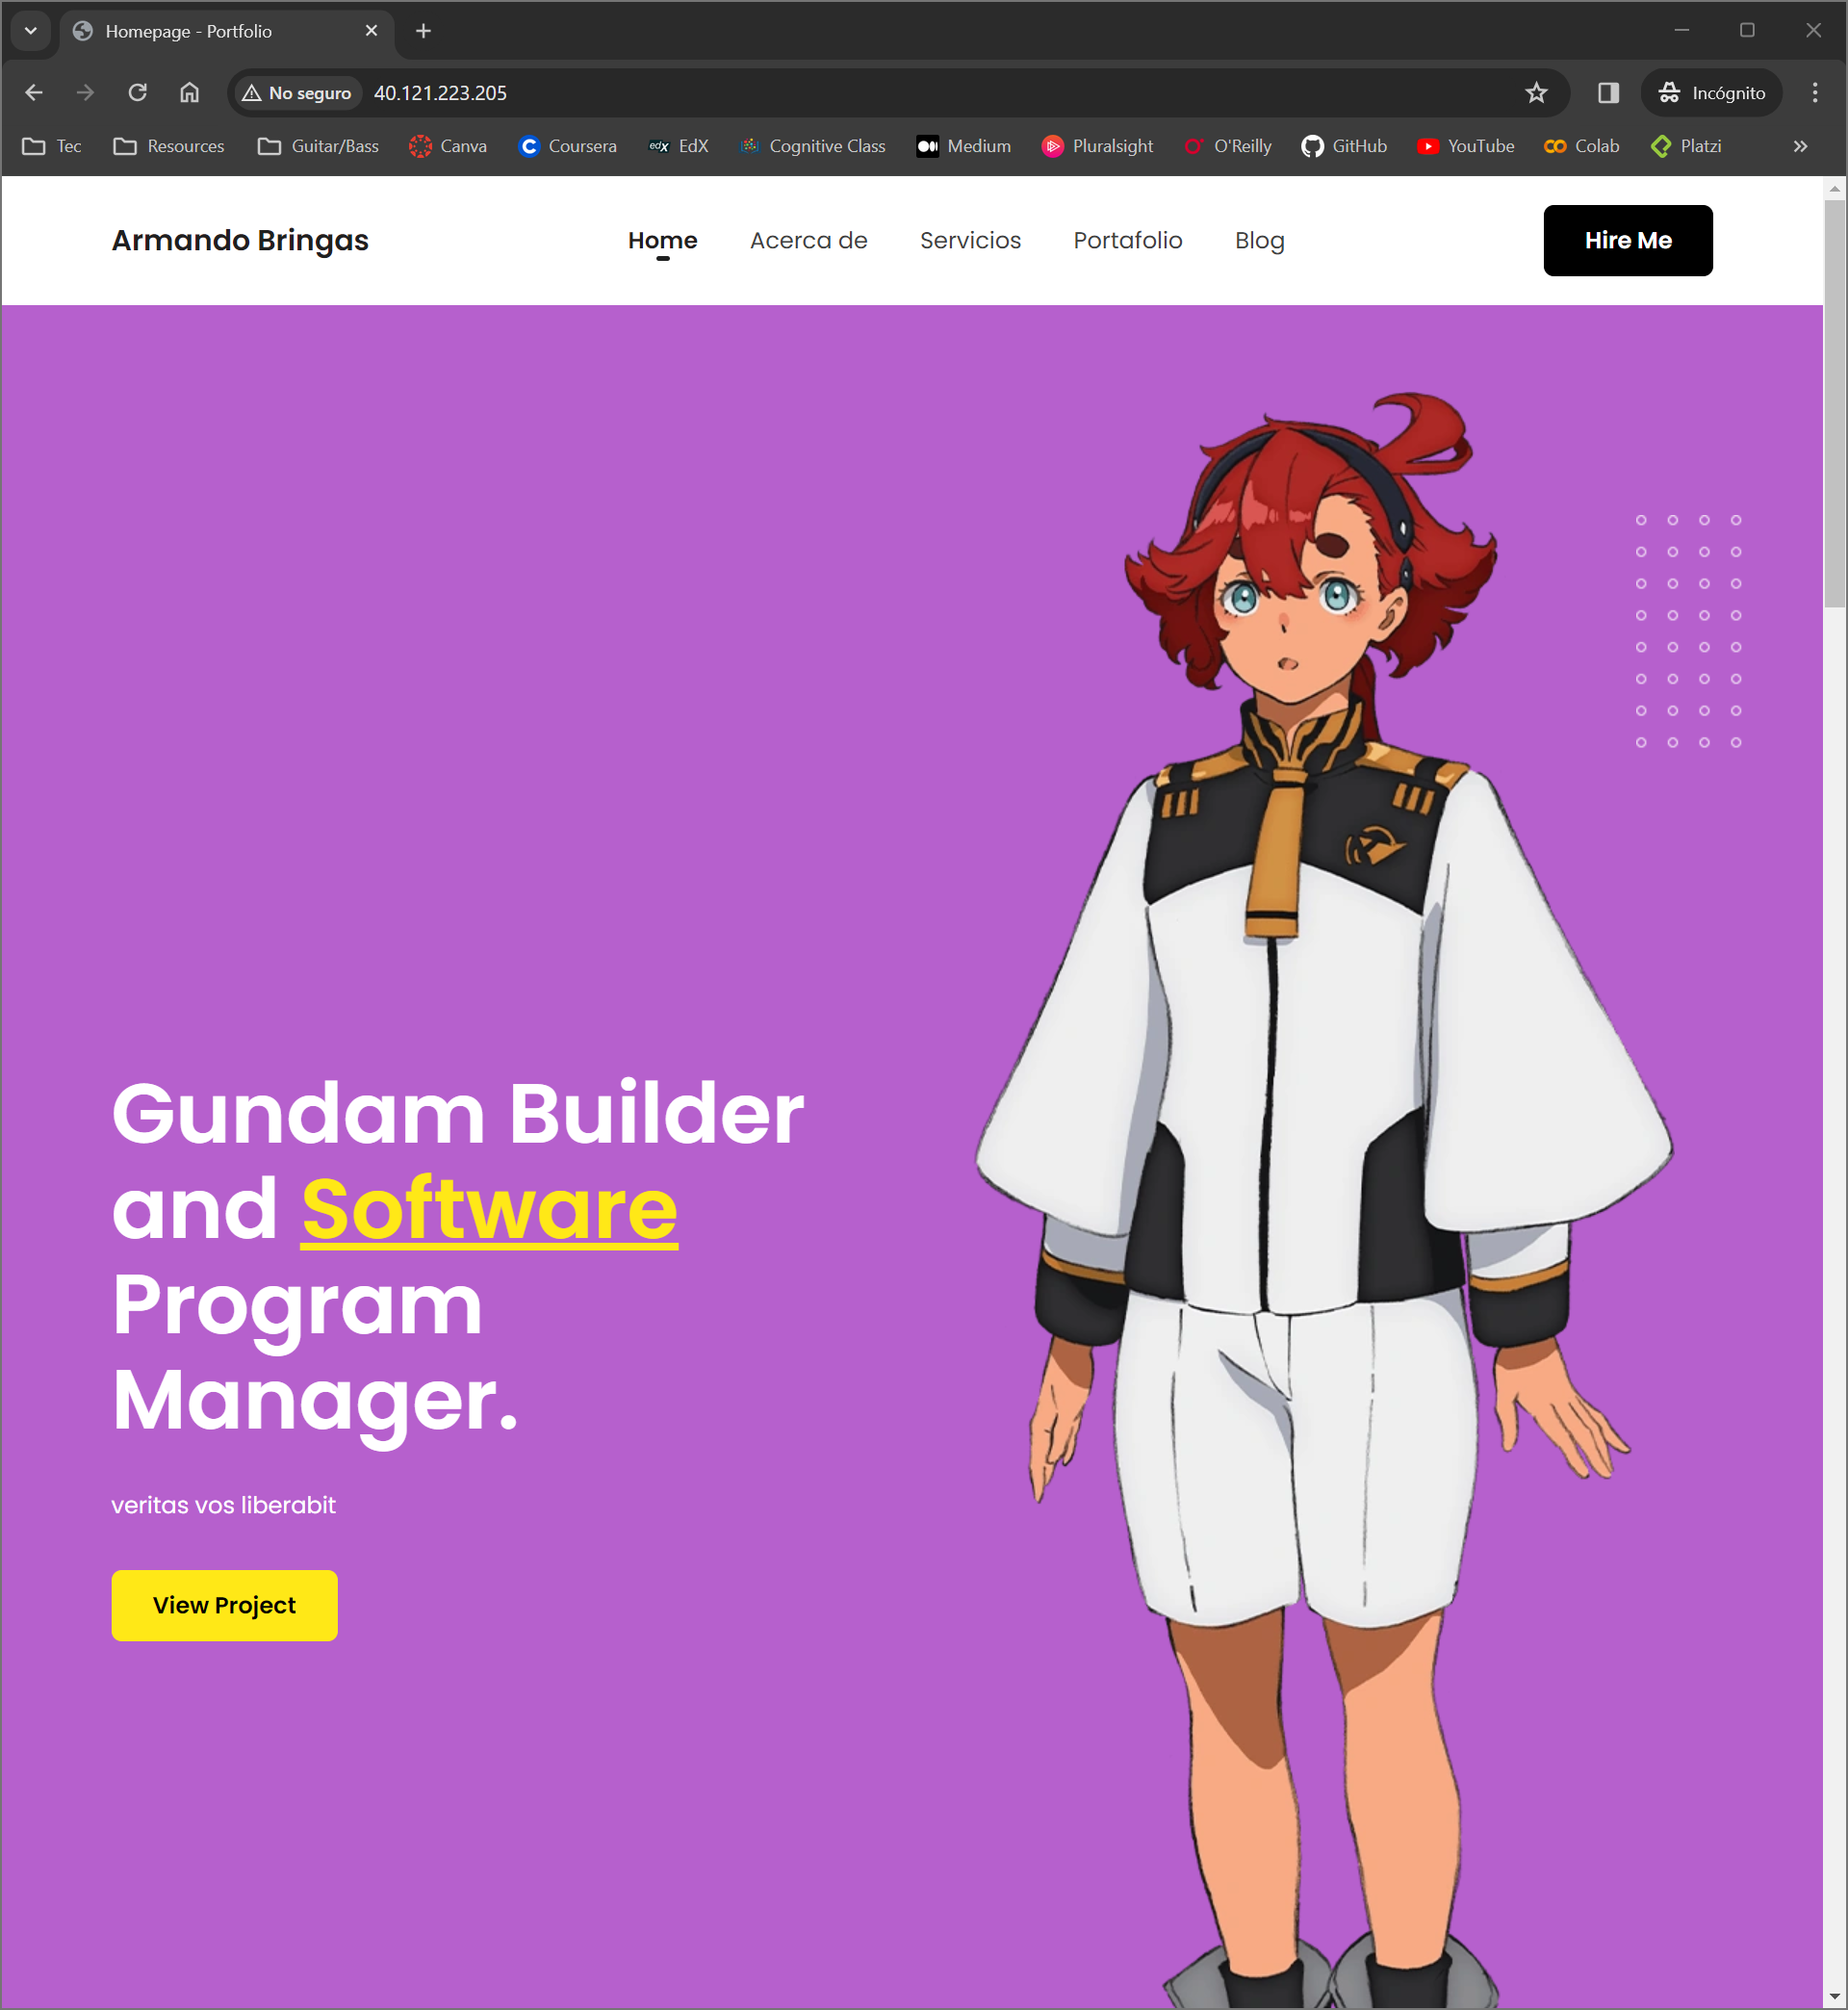 Homepage - Portfolio
No seguro 40.121.223.205 Incógnito
Tec Resources Guitar/Bass Canva Coursera edX EdX Cognitive Class Medium Pluralsight O'Reilly GitHub YouTube Colab Platzi
Armando Bringas Home Acerca de Servicios Portafolio Blog Hire Me
Gundam Builder
and Software
Program
Manager.
veritas vos liberabit
View Project